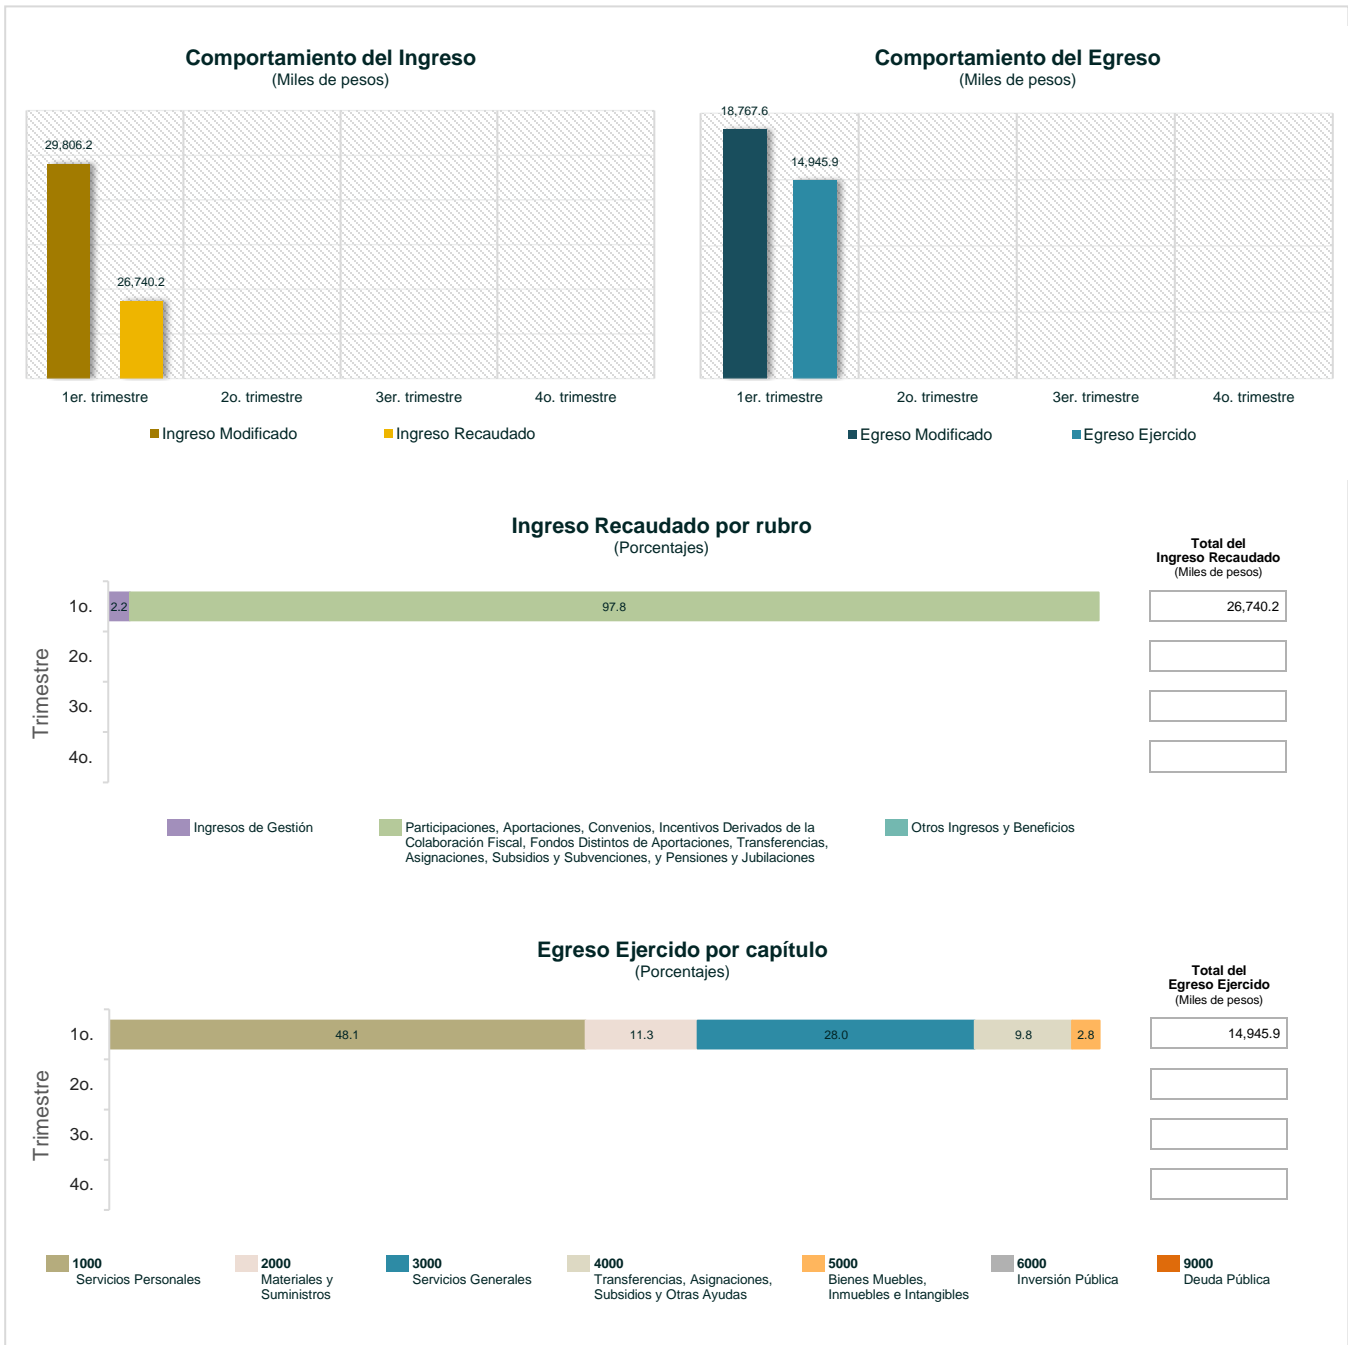 Comportamiento del Ingreso
(Miles de pesos)
29,806.2
26,740.2
1er. trimestre
2o. trimestre
3er. trimestre
4o. trimestre
Ingreso Modificado
Ingreso Recaudado
Comportamiento del Egreso
(Miles de pesos)
18,767.6
14,945.9
1er. trimestre
2o. trimestre
3er. trimestre
4o. trimestre
Egreso Modificado
Egreso Ejercido
Ingreso Recaudado por rubro
(Porcentajes)
Total del
Ingreso Recaudado
(Miles de pesos)
Trimestre
1o.
2.2
97.8
26,740.2
2o.
3o.
4o.
Ingresos de Gestión
Participaciones, Aportaciones, Convenios, Incentivos Derivados de la
Colaboración Fiscal, Fondos Distintos de Aportaciones, Transferencias,
Asignaciones, Subsidios y Subvenciones, y Pensiones y Jubilaciones
Otros Ingresos y Beneficios
Egreso Ejercido por capítulo
(Porcentajes)
Total del
Egreso Ejercido
(Miles de pesos)
Trimestre
1o.
48.1
11.3
28.0
9.8
2.8
14,945.9
2o.
3o.
4o.
1000
Servicios Personales
2000
Materiales y
Suministros
3000
Servicios Generales
4000
Transferencias, Asignaciones,
Subsidios y Otras Ayudas
5000
Bienes Muebles,
Inmuebles e Intangibles
6000
Inversión Pública
9000
Deuda Pública